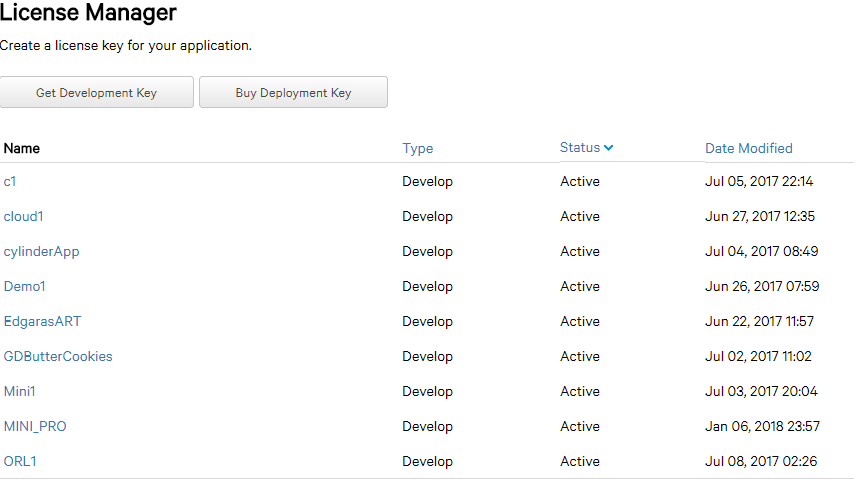 License Manager
Create a license key for your application.
Get Development Key Buy Deployment Key
Name Type Status Date Modified
c1 Develop Active Jul 05, 2017 22:14
cloud1 Develop Active Jun 27, 2017 12:35
cylinderApp Develop Active Jul 04, 2017 08:49
Demo1 Develop Active Jun 26, 2017 07:59
EdgarasART Develop Active Jun 22, 2017 11:57
GDButterCookies Develop Active Jul 02, 2017 11:02
Mini1 Develop Active Jul 03, 2017 20:04
MINI_PRO Develop Active Jan 06, 2018 23:57
ORL1 Develop Active Jul 08, 2017 02:26